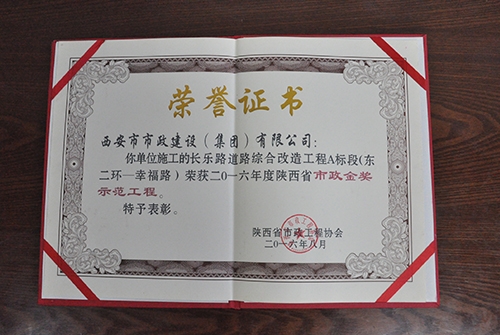 荣誉证书
西安市市政建设（集团）有限公司：
你单位施工的长乐路道路综合改造工程A标段（东
二环—幸福路）荣获二〇一六年度陕西省市政金奖
示范工程。
特予表彰。
陕西省市政工程协会
二〇一六年八月